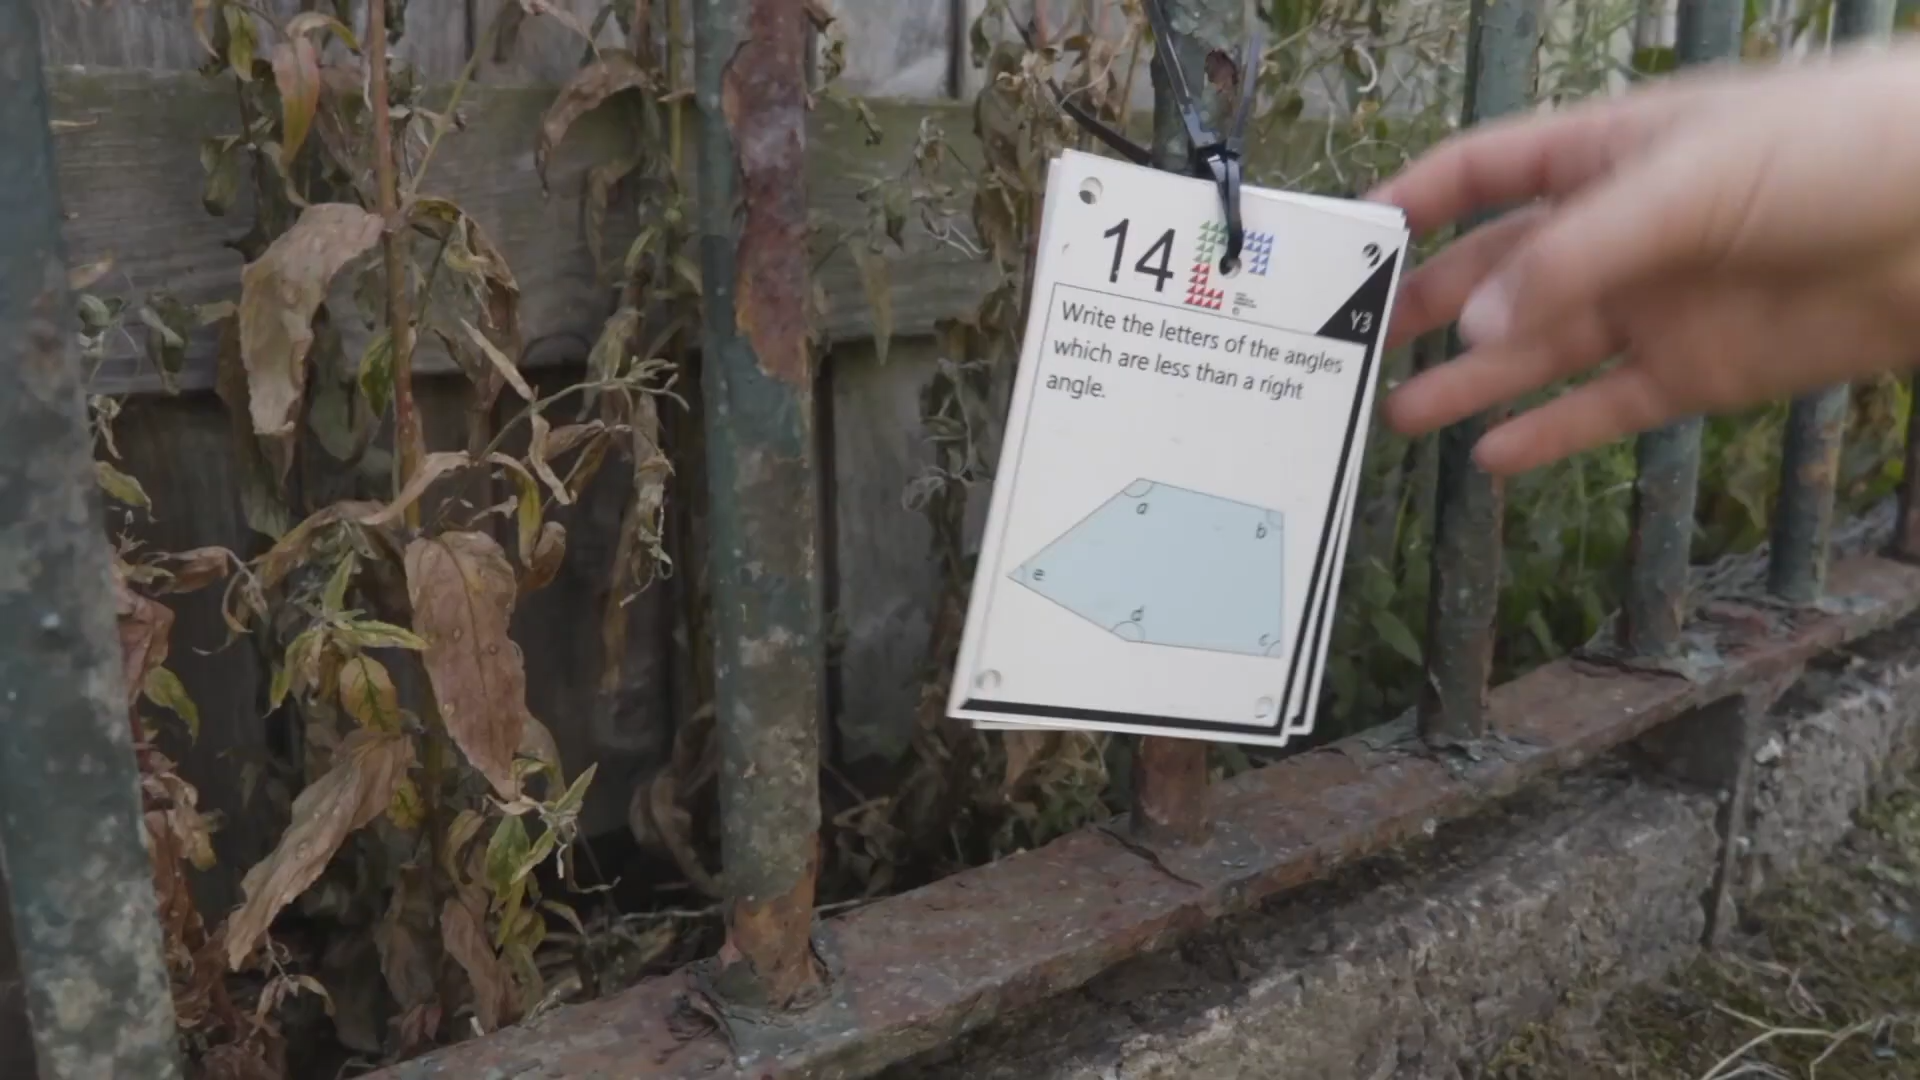 14
Y3
Write the letters of the angles
which are less than a right
angle.
a
b
e
d
c